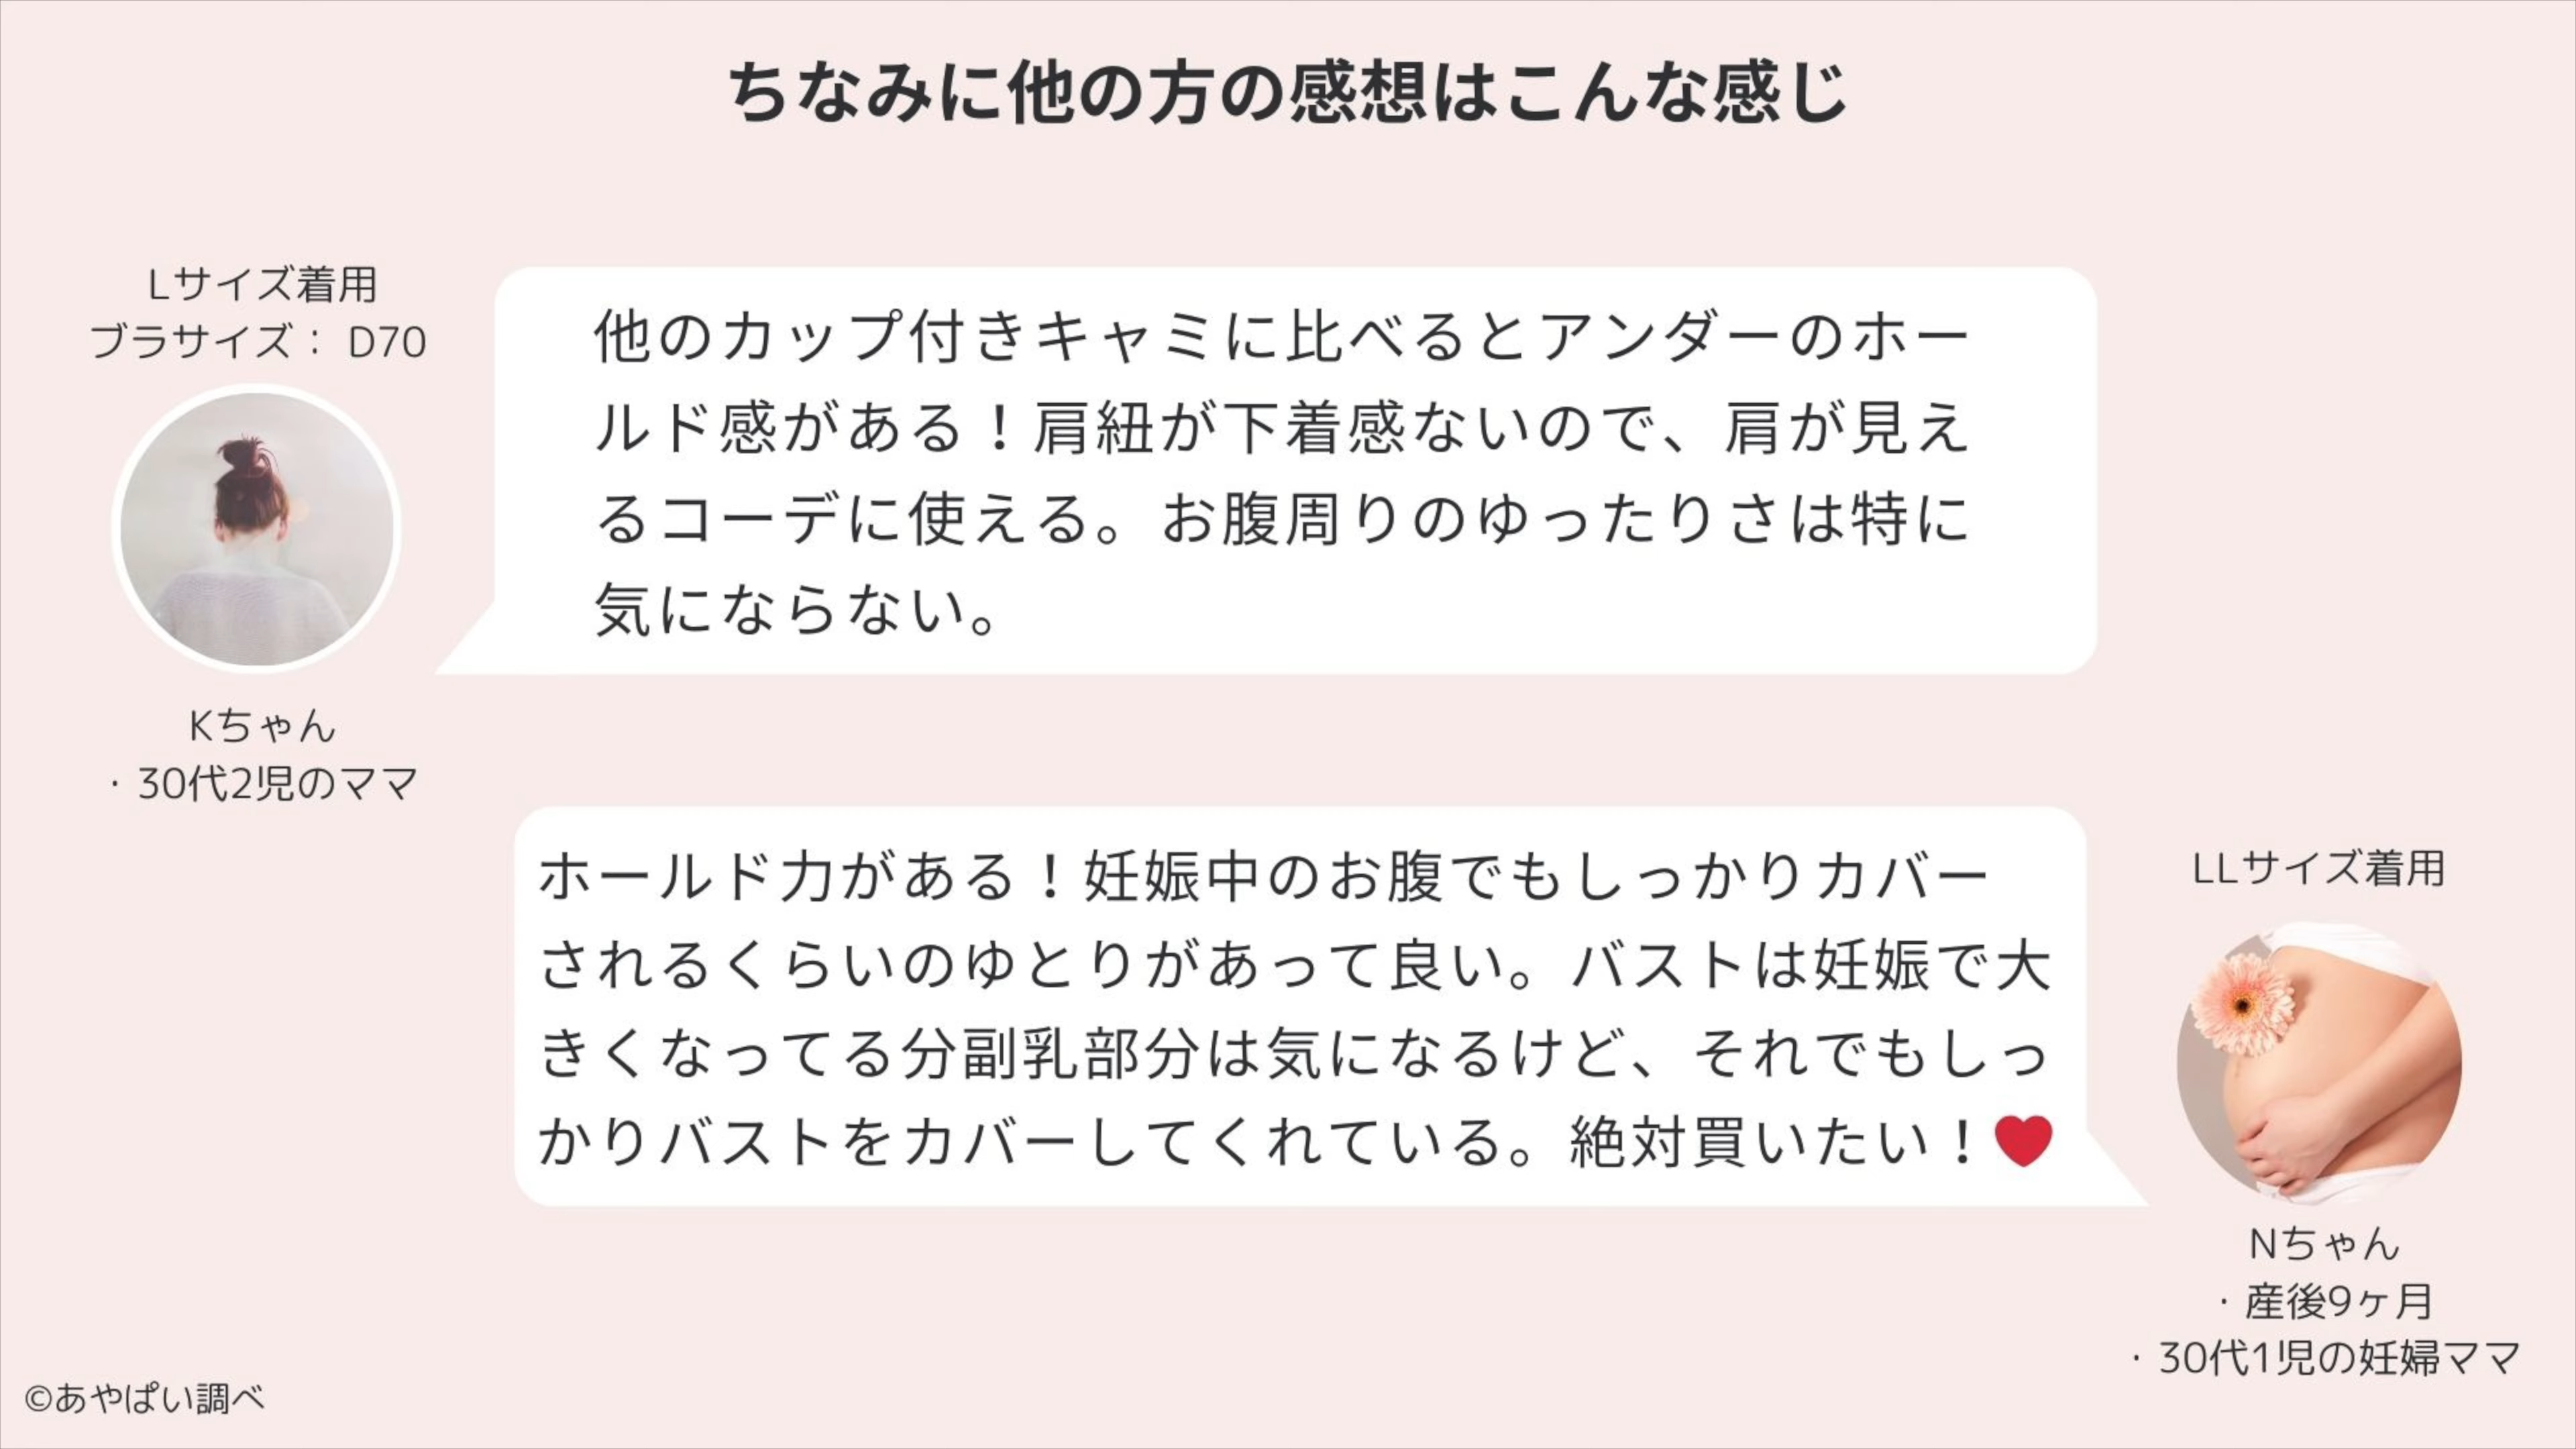 ちなみに他の方の感想はこんな感じ
Lサイズ着用
ブラサイズ： D70
他のカップ付きキャミに比べるとアンダーのホー
ルド感がある！肩紐が下着感ないので、肩が見え
るコーデに使える。お腹周りのゆったりさは特に
気にならない。
Kちゃん
・30代2児のママ
ホールド力がある！妊娠中のお腹でもしっかりカバー
されるくらいのゆとりがあって良い。バストは妊娠で大
きくなってる分副乳部分は気になるけど、それでもしっ
かりバストをカバーしてくれている。絶対買いたい！❤
LLサイズ着用
Nちゃん
・産後9ヶ月
・30代1児の妊婦ママ
©あやぱい調べ